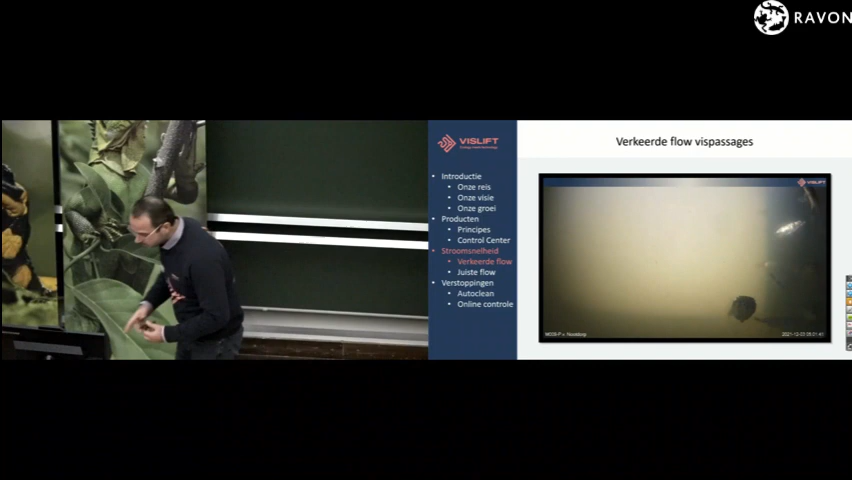 RAVON
VISLIFT
Verkeerde flow vispassages
VISLIFT
Introductie
Onze reis
Onze visie
Onze groei
Producten
Principes
Control Center
Stroomsnelheid
Verkeerde flow
Juiste flow
Verstoppingen
Autoclean
Online controle